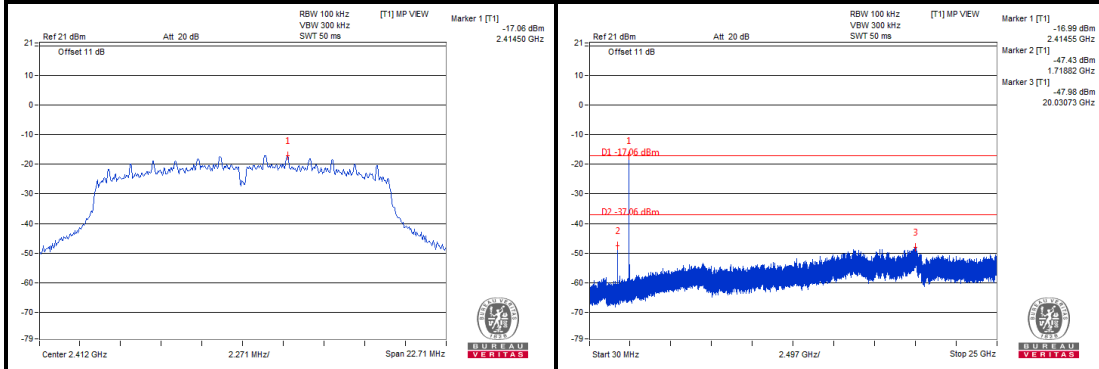 RBW 100 kHz [T1] MP VIEW
VBW 300 kHz
Ref 21 dBm Att 20 dB SWT 50 ms
Marker 1 [T1]
-17.06 dBm
2.41450 GHz
21
Offset 11 dB
10
0
-10
1
-20
-30
-40
-50
-60
-70
-79
Center 2.412 GHz 2.271 MHz/ Span 22.71 MHz
1828
BUREAU
VERITAS
RBW 100 kHz [T1] MP VIEW
VBW 300 kHz
Ref 21 dBm Att 20 dB SWT 50 ms
Marker 1 [T1]
-16.99 dBm
2.41455 GHz
Marker 2 [T1]
-47.43 dBm
1.71882 GHz
Marker 3 [T1]
-47.98 dBm
20.03073 GHz
21
Offset 11 dB
10
0
-10
1
D1 -17.06 dBm
-20
-30
D2 -37.06 dBm
-40
2 3
-50
-60
-70
-79
Start 30 MHz 2.497 GHz/ Stop 25 GHz
1828
BUREAU
VERITAS